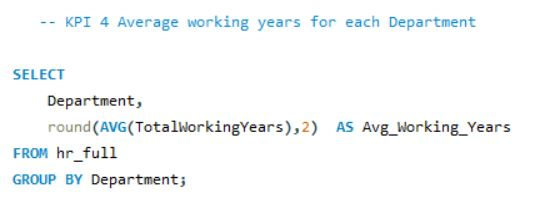 -- KPI 4 Average working years for each Department
SELECT
Department,
round(AVG(TotalWorkingYears),2)  AS Avg_Working_Years
FROM hr_full
GROUP BY Department;